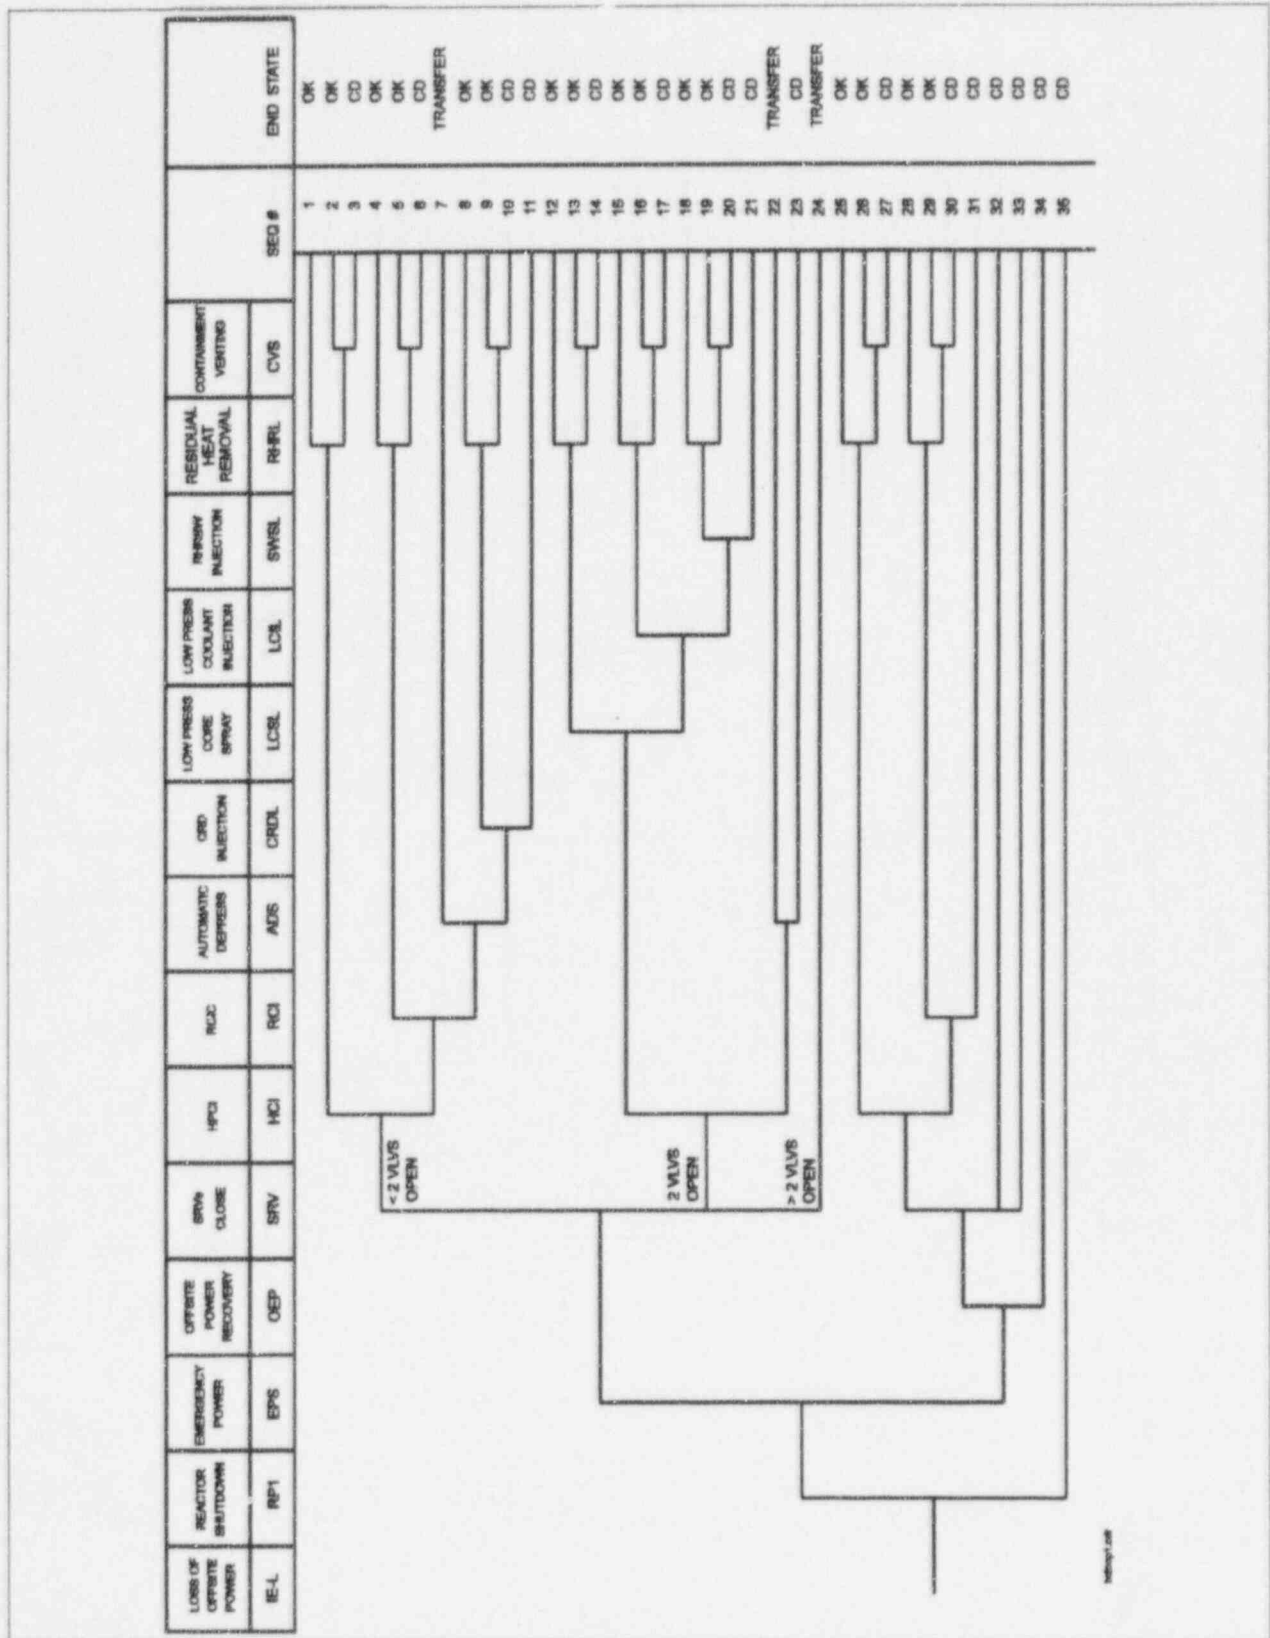 LOSS OF
OFFSITE
POWER
IE-L
REACTOR
SHUTDOWN
RP1
EMERGENCY
POWER
EPS
OFFSITE
POWER
RECOVERY
OEP
SRVs
CLOSE
SRV
HPCI
HCI
RCIC
RCI
AUTOMATIC
DEPRESS
ADS
CRD
INJECTION
CRDL
LOW PRESS
CORE
SPRAY
LCSL
LOW PRESS
COOLANT
INJECTION
LCIL
RHRSW
INJECTION
SWSL
RESIDUAL
HEAT
REMOVAL
RHRL
CONTAINMENT
VENTING
CVS
SEQ # END STATE
1 OK
2 OK
3 CD
4 OK
5 OK
6 CD
7 TRANSFER
8 OK
9 OK
10 CD
11 CD
12 OK
13 OK
14 CD
15 OK
16 OK
17 CD
18 OK
19 OK
20 CD
21 CD
22 TRANSFER
23 CD
24 TRANSFER
25 OK
26 OK
27 CD
28 OK
29 OK
30 CD
31 CD
32 CD
33 CD
34 CD
35 CD
< 2 VLVS
OPEN
2 VLVS
OPEN
> 2 VLVS
OPEN